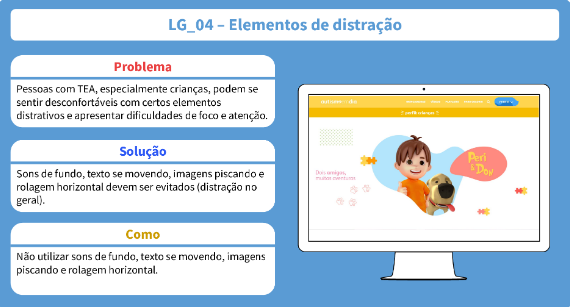 LG_04 – Elementos de distração
Problema
Pessoas com TEA, especialmente crianças, podem se
sentir desconfortáveis com certos elementos
distrativos e apresentar dificuldades de foco e atenção.
Solução
Sons de fundo, texto se movendo, imagens piscando e
rolagem horizontal devem ser evitados (distração no
geral).
Como
Não utilizar sons de fundo, texto se movendo, imagens
piscando e rolagem horizontal.
Peri
& Doy
Dois amigos,